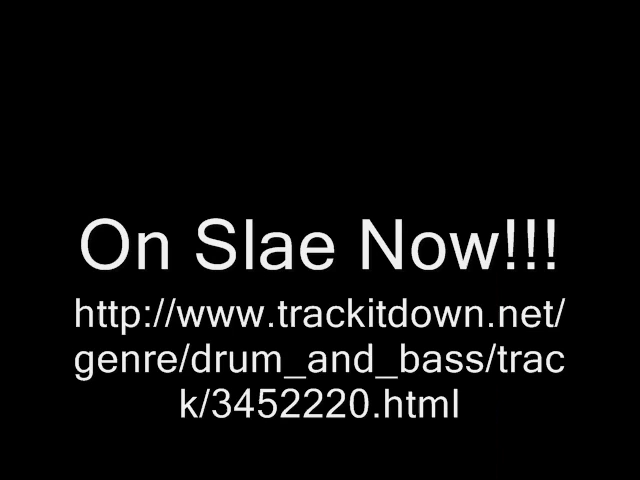 On Slae Now!!!
http://www.trackitdown.net/
genre/drum_and_bass/trac
k/3452220.html